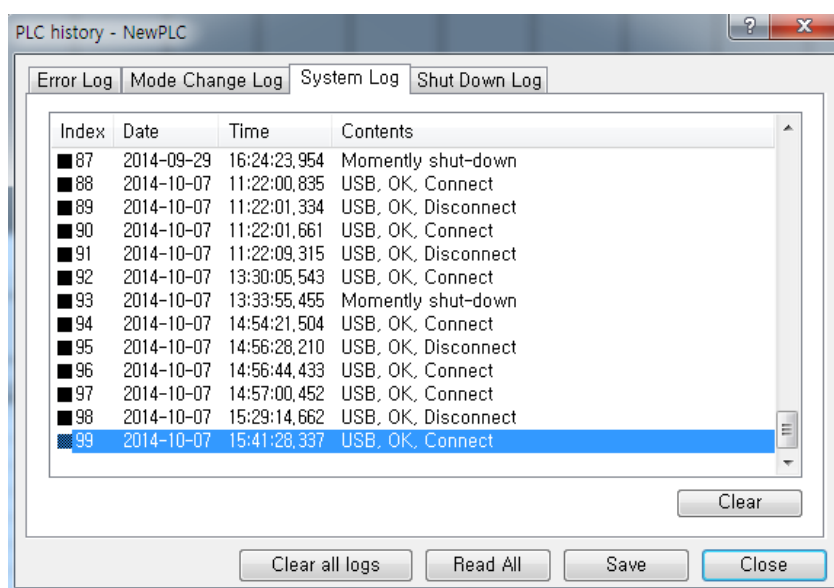 PLC history - NewPLC
Error Log Mode Change Log System Log Shut Down Log
Index Date Time Contents
87 2014-09-29 16:24:23,954 Momently shut-down
88 2014-10-07 11:22:00,835 USB, OK, Connect
89 2014-10-07 11:22:01,334 USB, OK, Disconnect
90 2014-10-07 11:22:01,661 USB, OK, Connect
91 2014-10-07 11:22:09,315 USB, OK, Disconnect
92 2014-10-07 13:30:05,543 USB, OK, Connect
93 2014-10-07 13:33:55,455 Momently shut-down
94 2014-10-07 14:54:21,504 USB, OK, Connect
95 2014-10-07 14:56:28,210 USB, OK, Disconnect
96 2014-10-07 14:56:44,433 USB, OK, Connect
97 2014-10-07 14:57:00,452 USB, OK, Connect
98 2014-10-07 15:29:14,662 USB, OK, Disconnect
99 2014-10-07 15:41:28,337 USB, OK, Connect
Clear
Clear all logs Read All Save Close